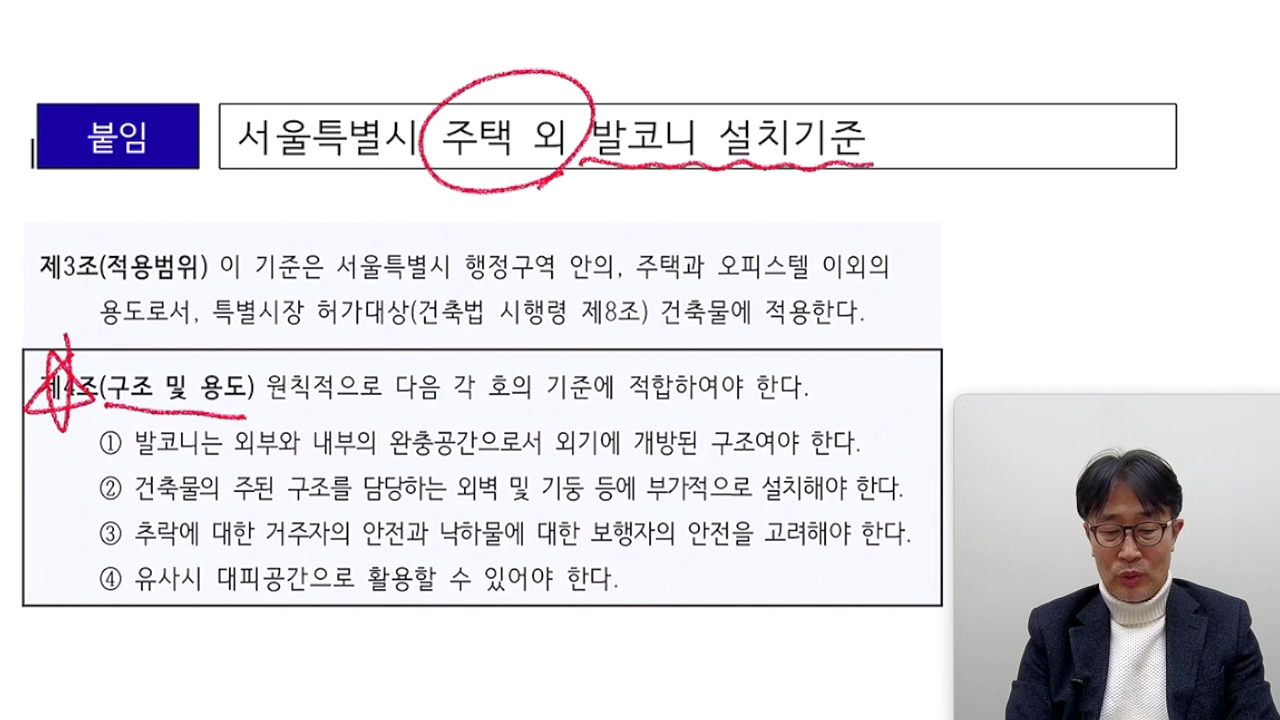 붙임
서울특별시 주택 외 발코니 설치기준
제3조(적용범위) 이 기준은 서울특별시 행정구역 안의, 주택과 오피스텔 이외의
용도로서, 특별시장 허가대상(건축법 시행령 제8조) 건축물에 적용한다.
제4조(구조 및 용도) 원칙적으로 다음 각 호의 기준에 적합하여야 한다.
① 발코니는 외부와 내부의 완충공간으로서 외기에 개방된 구조여야 한다.
② 건축물의 주된 구조를 담당하는 외벽 및 기둥 등에 부가적으로 설치해야 한다.
③ 추락에 대한 거주자의 안전과 낙하물에 대한 보행자의 안전을 고려해야 한다.
④ 유사시 대피공간으로 활용할 수 있어야 한다.